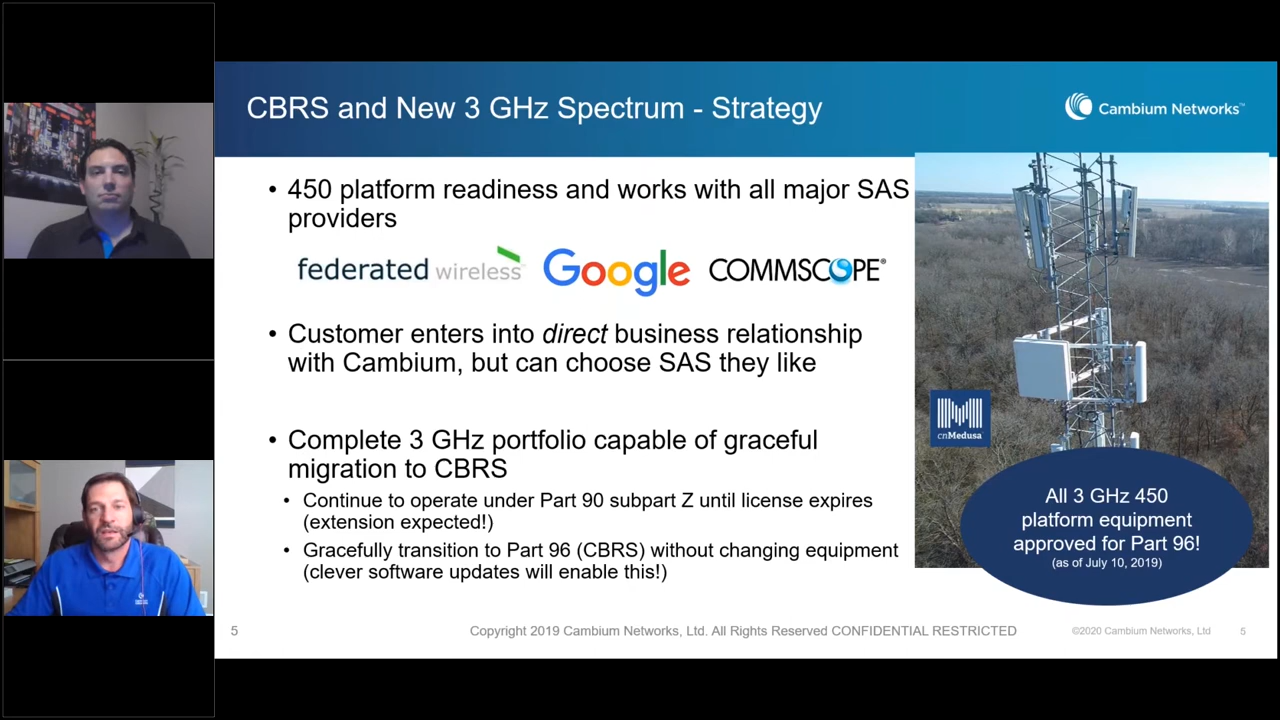 CBRS and New 3 GHz Spectrum - Strategy
Cambium Networks™
• 450 platform readiness and works with all major SAS
providers
federated wireless
Google
COMMSCOPE®
• Customer enters into direct business relationship
with Cambium, but can choose SAS they like
• Complete 3 GHz portfolio capable of graceful
migration to CBRS
• Continue to operate under Part 90 subpart Z until license expires
(extension expected!)
• Gracefully transition to Part 96 (CBRS) without changing equipment
(clever software updates will enable this!)
cnMedusa
All 3 GHz 450
platform equipment
approved for Part 96!
(as of July 10, 2019)
5
Copyright 2019 Cambium Networks, Ltd. All Rights Reserved CONFIDENTIAL RESTRICTED
©2020 Cambium Networks, Ltd
5